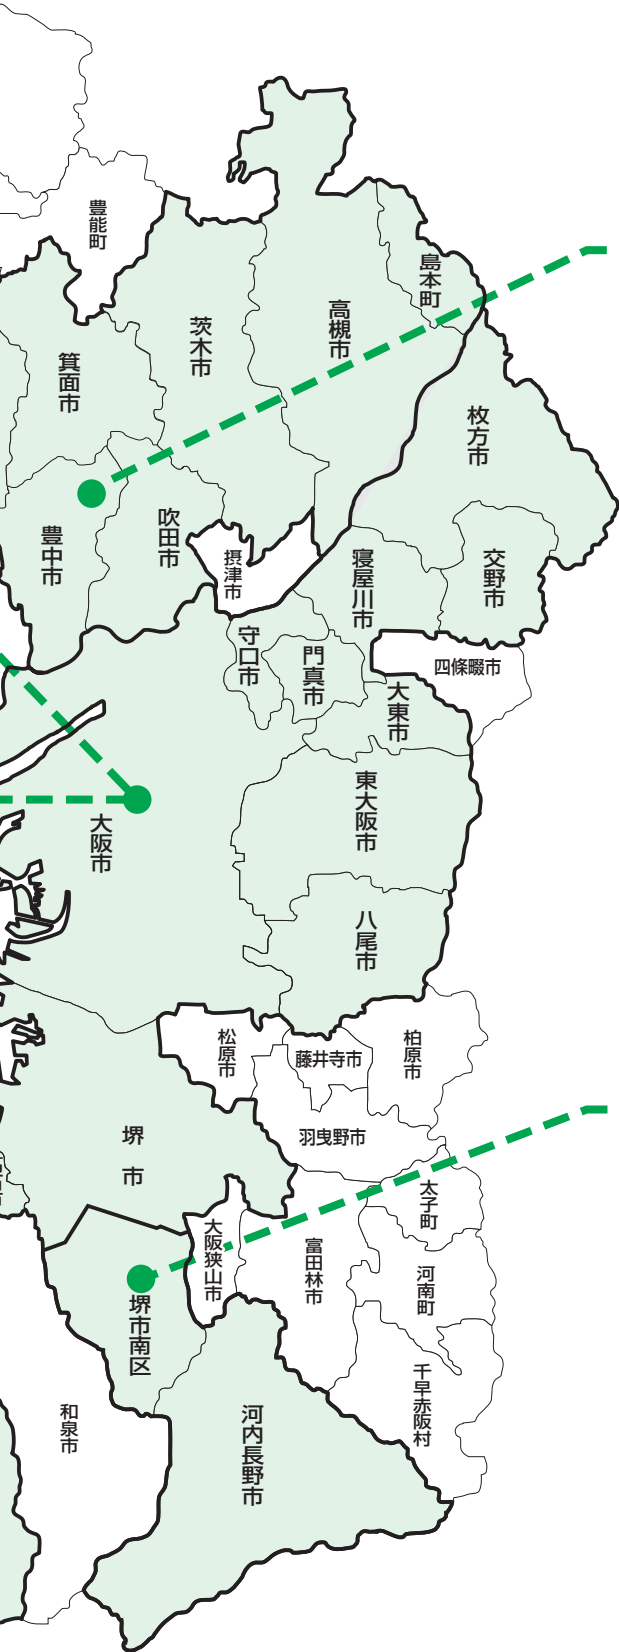 豊能町
島本町
高槻市
茨木市
箕面市
枚方市
吹田市
豊中市
摂津市
寝屋川市
交野市
守口市
門真市
四條畷市
大東市
東大阪市
大阪市
八尾市
松原市
藤井寺市
柏原市
羽曳野市
堺市
太子町
大阪狭山市
富田林市
河南町
堺市南区
千早赤阪村
和泉市
河内長野市